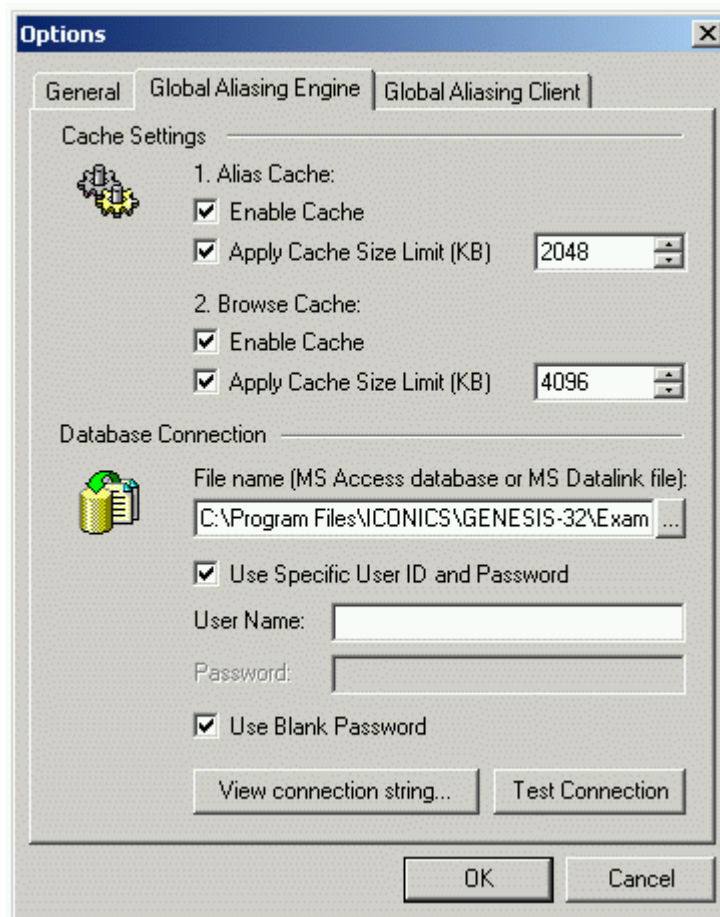 Options
General Global Aliasing Engine Global Aliasing Client
Cache Settings
1. Alias Cache:
Enable Cache
Apply Cache Size Limit (KB) 2048
2. Browse Cache:
Enable Cache
Apply Cache Size Limit (KB) 4096
Database Connection
File name (MS Access database or MS Datalink file):
C:\Program Files\ICONICS\GENESIS-32\Exam ...
Use Specific User ID and Password
User Name:
Password:
Use Blank Password
View connection string... Test Connection
OK Cancel